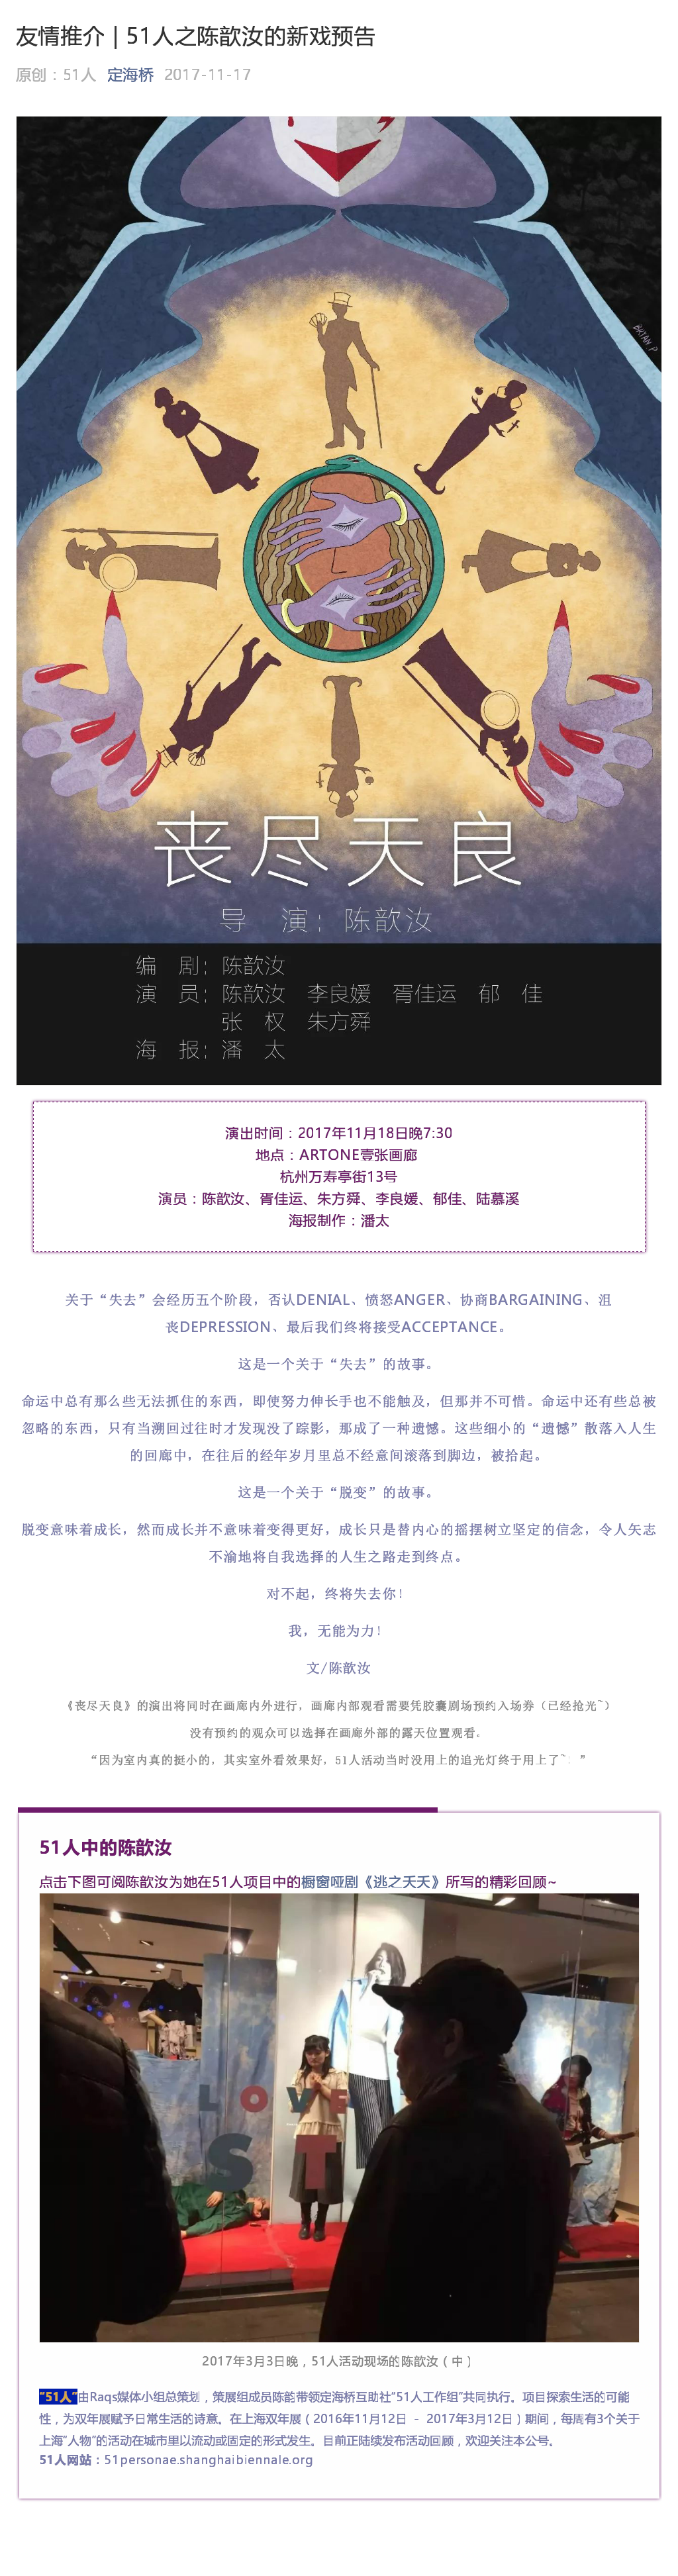 友情推介 | 51人之陈歆汝的新戏预告
原创：51人 定海桥 2017-11-17
BRIAN P
丧尽天良
导 演：陈歆汝
编 剧：陈歆汝
演 员：陈歆汝 李良媛 胥佳运 郁 佳
张 权 朱方舜
海 报：潘 太
演出时间：2017年11月18日晚7:30
地点：ARTONE壹张画廊
杭州万寿亭街13号
演员：陈歆汝、胥佳运、朱方舜、李良媛、郁佳、陆慕溪
海报制作：潘太
关于“失去”会经历五个阶段，否认DENIAL、愤怒ANGER、协商BARGAINING、沮
丧DEPRESSION、最后我们终将接受ACCEPTANCE。
这是一个关于“失去”的故事。
命运中总有那么些无法抓住的东西，即使努力伸长手也不能触及，但那并不可惜。命运中还有些总被
忽略的东西，只有当溯回过往时才发现没了踪影，那成了一种遗憾。这些细小的“遗憾”散落入人生
的回廊中，在往后的经年岁月里总不经意间滚落到脚边，被拾起。
这是一个关于“脱变”的故事。
脱变意味着成长，然而成长并不意味着变得更好，成长只是替内心的摇摆树立坚定的信念，令人矢志
不渝地将自我选择的人生之路走到终点。
对不起，终将失去你！
我，无能为力！
文/陈歆汝
《丧尽天良》的演出将同时在画廊内外进行，画廊内部观看需要凭胶囊剧场预约入场券（已经抢光~）
没有预约的观众可以选择在画廊外部的露天位置观看。
“因为室内真的挺小的，其实室外看效果好，51人活动当时没用上的追光灯终于用上了~ ”
51人中的陈歆汝
点击下图可阅陈歆汝为她在51人项目中的橱窗哑剧《逃之夭夭》所写的精彩回顾~
LOVE
ST
2017年3月3日晚，51人活动现场的陈歆汝（中）
“51人”由Raqs媒体小组总策划，策展组成员陈韵带领定海桥互助社“51人工作组”共同执行。项目探索生活的可能
性，为双年展赋予日常生活的诗意。在上海双年展（2016年11月12日 - 2017年3月12日）期间，每周有3个关于
上海“人物”的活动在城市里以流动或固定的形式发生。目前正陆续发布活动回顾，欢迎关注本公号。
51人网站：51personae.shanghaibiennale.org